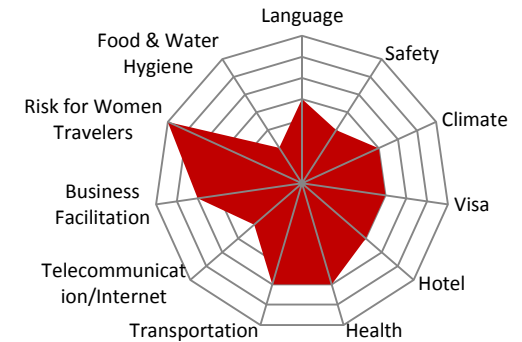 Language
Safety
Climate
Visa
Hotel
Health
Transportation
Telecommunicat
ion/Internet
Business
Facilitation
Risk for Women
Travelers
Food & Water
Hygiene